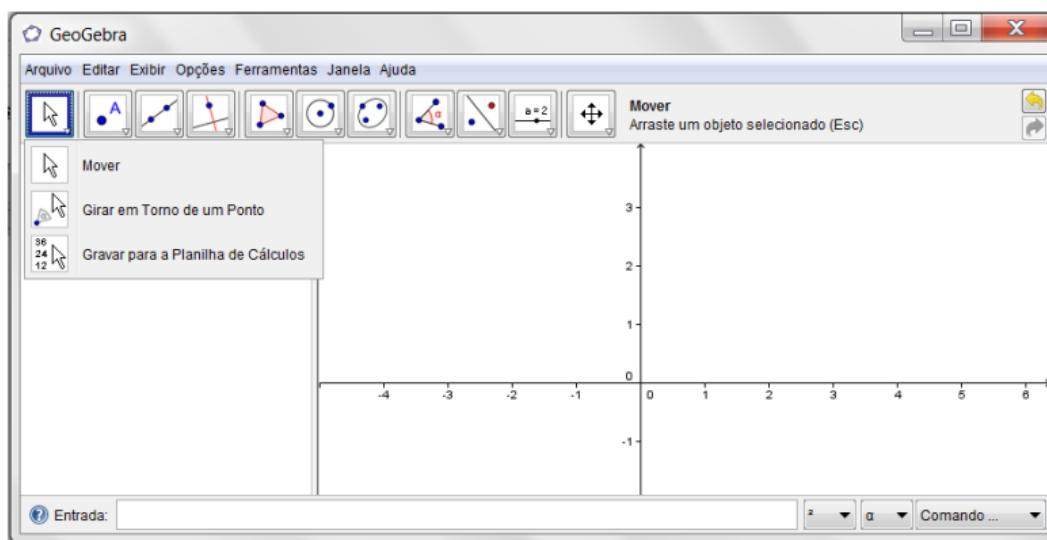 GeoGebra
Arquivo Editar Exibir Opções Ferramentas Janela Ajuda
A
α
a=2
Mover
Arraste um objeto selecionado (Esc)
Mover
Girar em Torno de um Ponto
36
24
12
Gravar para a Planilha de Cálculos
3
2
1
0
-4 -3 -2 -1 0 1 2 3 4 5 6
-1
Entrada: ² α Comando ...